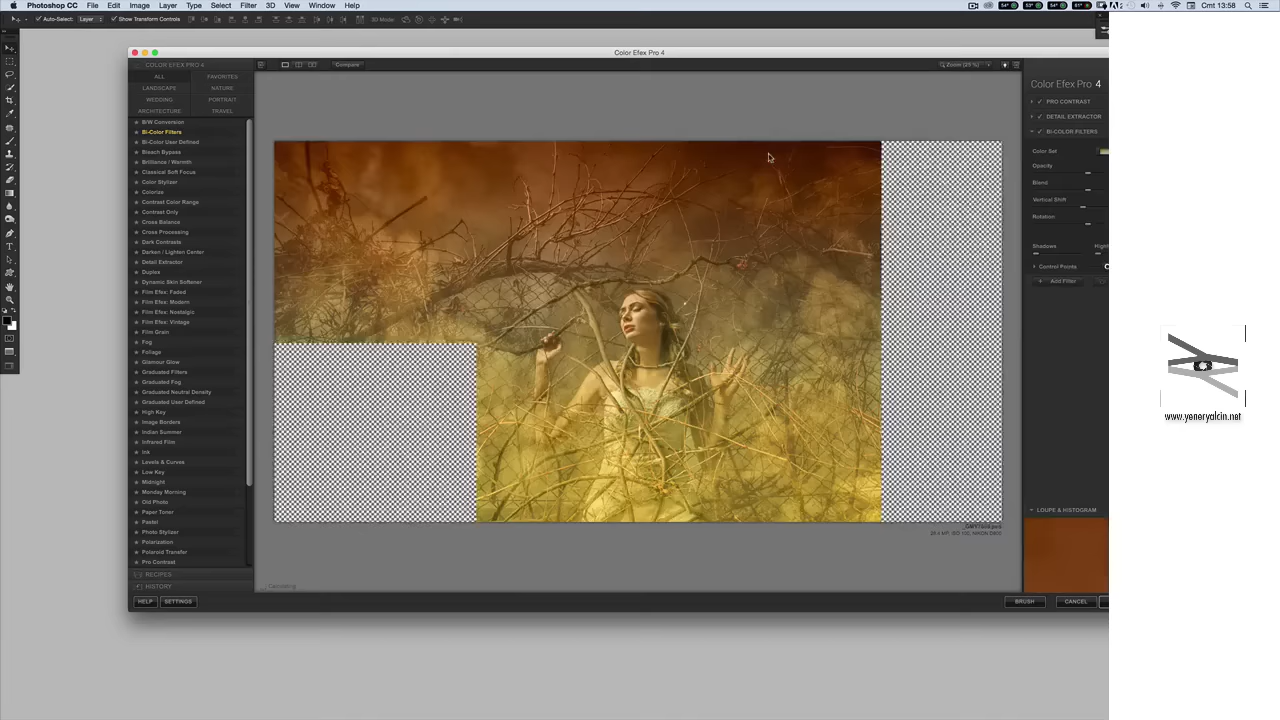 Photoshop CC File Edit Image Layer Type Select Filter 3D View Window Help
54° 53° 54° 61° Cmt 13:58
Auto-Select: Layer Show Transform Controls 3D Mode:
Color Efex Pro 4
COLOR EFEX PRO 4
Compare
Zoom (29 %)
ALL FAVORITES
LANDSCAPE NATURE
WEDDING PORTRAIT
ARCHITECTURE TRAVEL
B/W Conversion
Bi-Color Filters
Bi-Color User Defined
Bleach Bypass
Brilliance / Warmth
Classical Soft Focus
Color Stylizer
Colorize
Contrast Color Range
Contrast Only
Cross Balance
Cross Processing
Dark Contrasts
Darken / Lighten Center
Detail Extractor
Duplex
Dynamic Skin Softener
Film Efex: Faded
Film Efex: Modern
Film Efex: Nostalgic
Film Efex: Vintage
Film Grain
Fog
Foliage
Glamour Glow
Graduated Filters
Graduated Fog
Graduated Neutral Density
Graduated User Defined
High Key
Image Borders
Indian Summer
Infrared Film
Ink
Levels & Curves
Low Key
Midnight
Monday Morning
Old Photo
Paper Toner
Pastel
Photo Stylizer
Polarization
Polaroid Transfer
Pro Contrast
RECIPES
HISTORY
HELP SETTINGS
Color Efex Pro 4
PRO CONTRAST
DETAIL EXTRACTOR
BI-COLOR FILTERS
Color Set
Opacity
Blend
Vertical Shift
Rotation
Shadows
Control Points
Add Filter
LOUPE & HISTOGRAM
BRUSH CANCEL
www.yeneryalcin.net